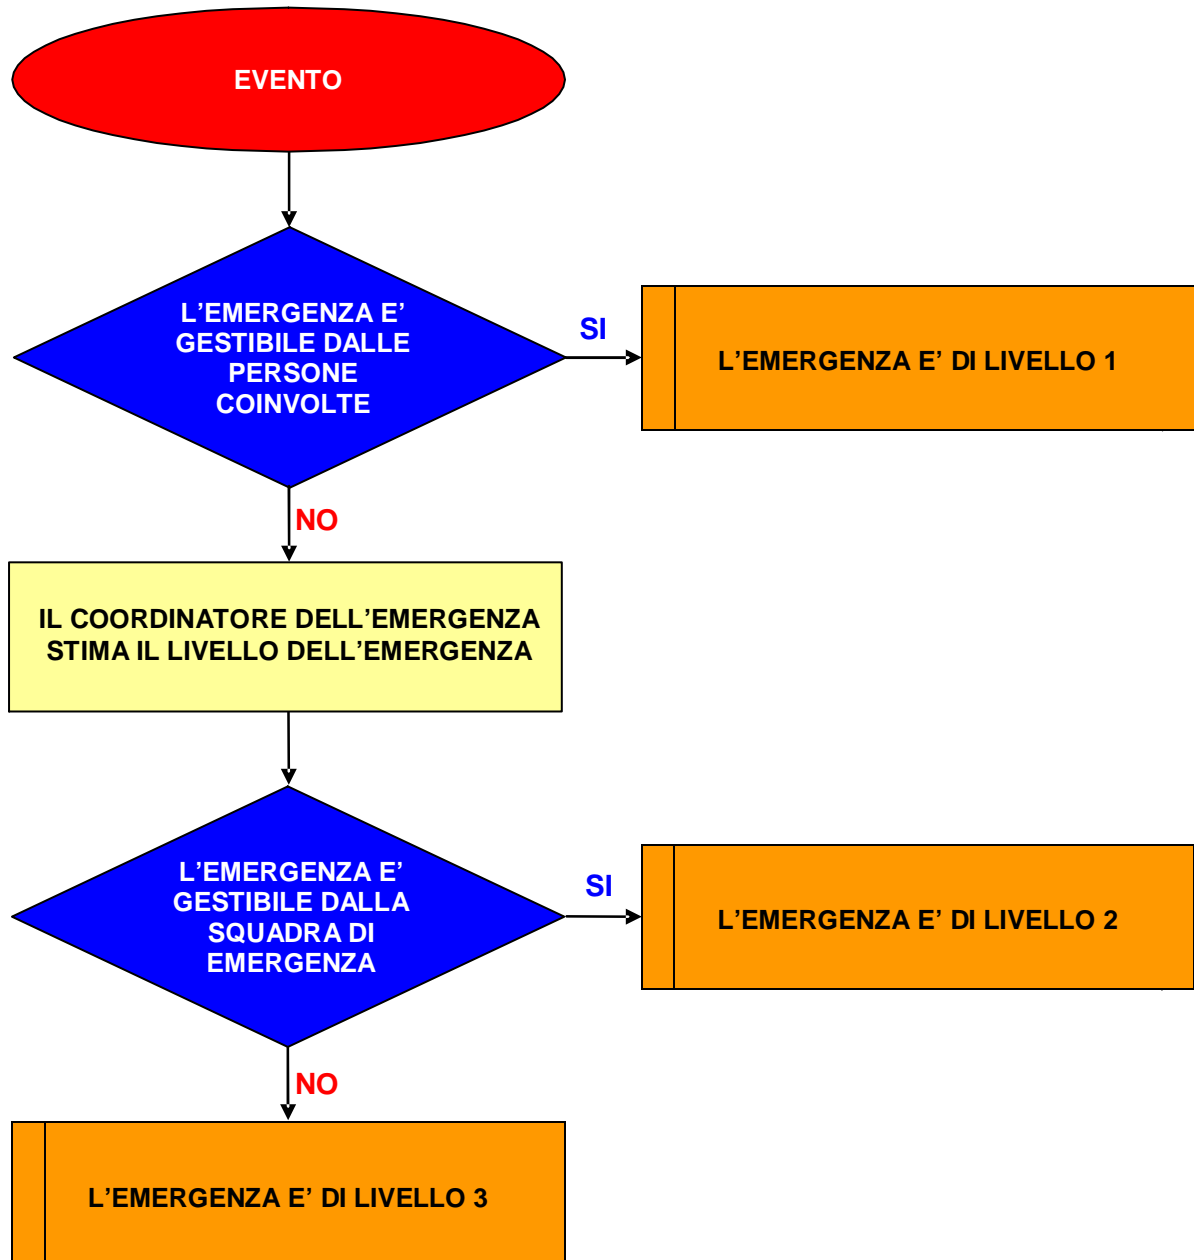 EVENTO
L’EMERGENZA E’
GESTIBILE DALLE
PERSONE
COINVOLTE
SI
L’EMERGENZA E’ DI LIVELLO 1
NO
IL COORDINATORE DELL’EMERGENZA
STIMA IL LIVELLO DELL’EMERGENZA
L’EMERGENZA E’
GESTIBILE DALLA
SQUADRA DI
EMERGENZA
SI
L’EMERGENZA E’ DI LIVELLO 2
NO
L’EMERGENZA E’ DI LIVELLO 3